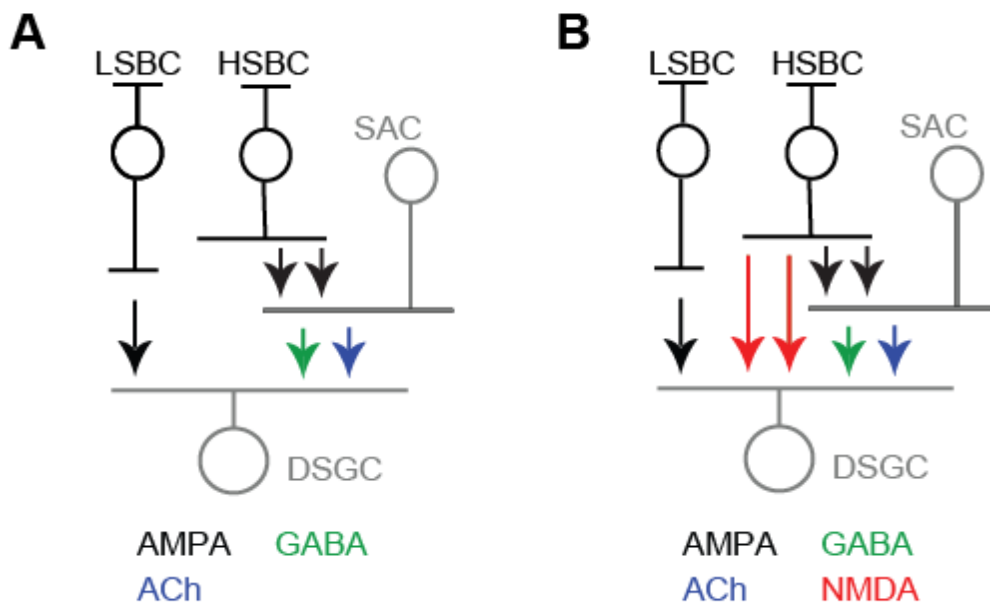 A
LSBC HSBC
SAC
DSGC
AMPA GABA
ACh
B
LSBC HSBC
SAC
DSGC
AMPA GABA
ACh NMDA